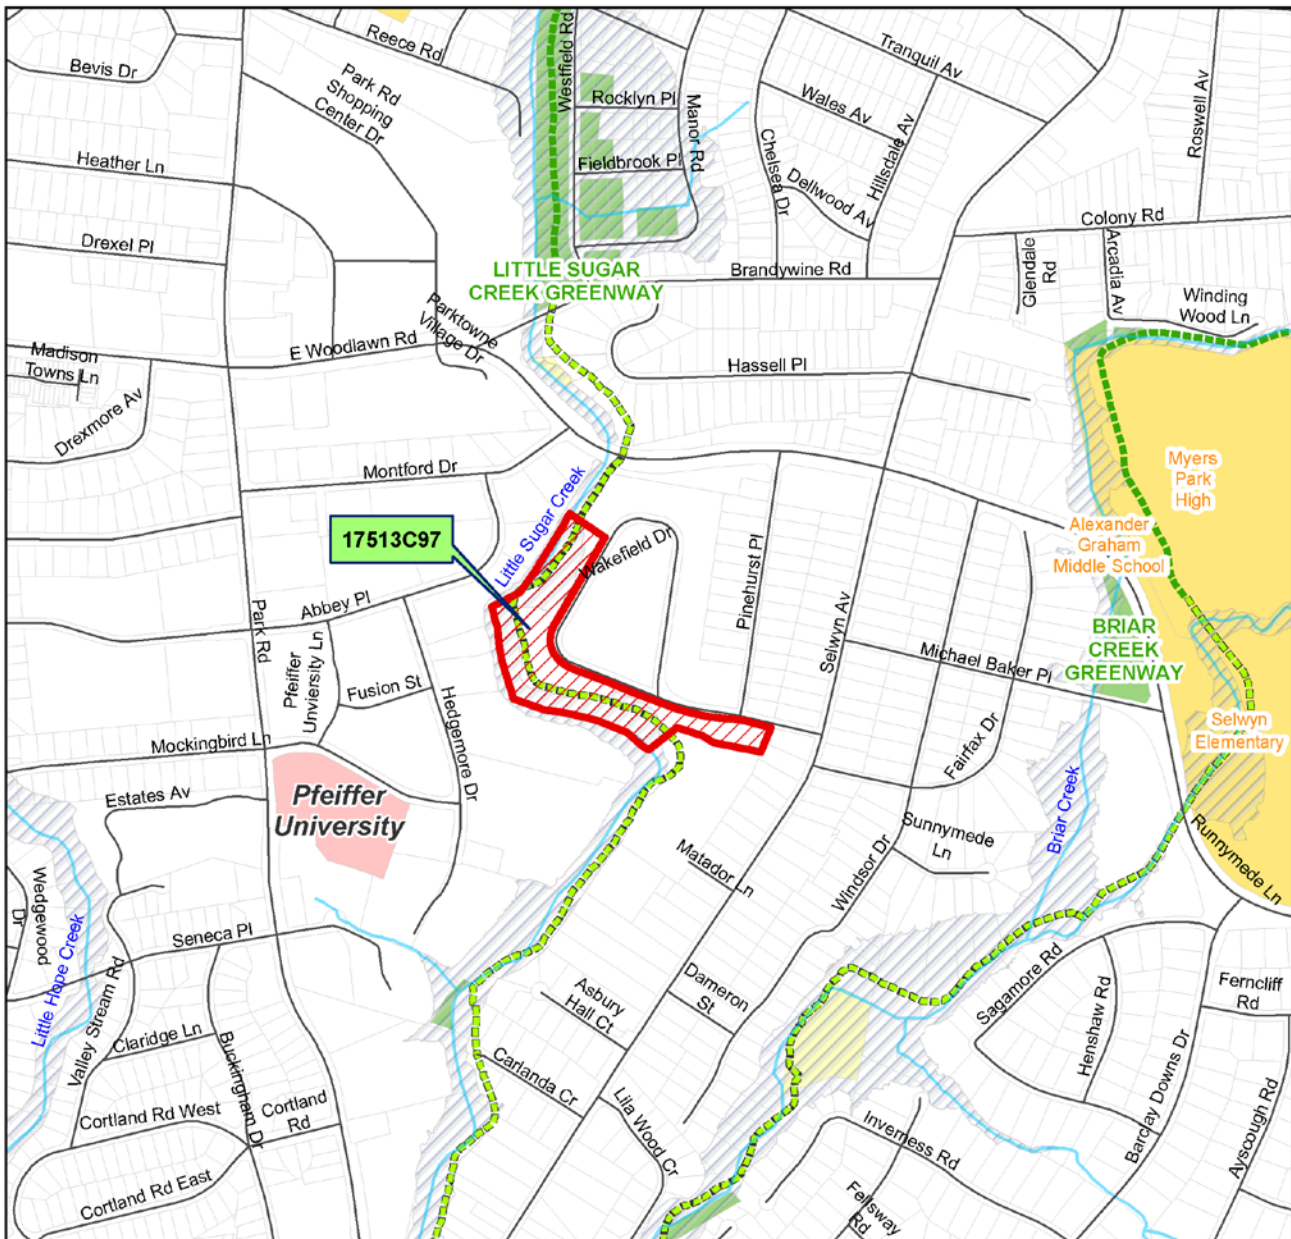 Reece Rd
Bevis Dr
Park Rd
Shopping
Center Dr
Westfield Rd
Rocklyn Pl
Manor Rd
Tranquil Av
Wales Av
Hillsdale Av
Roswell Av
Heather Ln
Fieldbrook Pl
Chelsea Dr
Dellwood Av
Colony Rd
Drexel Pl
LITTLE SUGAR
CREEK GREENWAY
Brandywine Rd
Glendale
Rd
Arcadia Av
Winding
Wood Ln
Parktowne
Village Dr
E Woodlawn Rd
Madison
Towns Ln
Hassell Pl
Drexmore Av
Montford Dr
Little Sugar Creek
Myers
Park
High
17513C97
Wakefield Dr
Pinehurst Pl
Alexander
Graham
Middle School
Abbey Pl
Park Rd
Pfeiffer
Unviersity Ln
Fusion St
Hedgemore Dr
Selwyn Av
Michael Baker Pl
BRIAR
CREEK
GREENWAY
Mockingbird Ln
Fairfax Dr
Selwyn
Elementary
Estates Av
Pfeiffer
University
Briar Creek
Sunnymede
Ln
Runnymede Ln
Matador Ln
Windsor Dr
Wedgewood
Dr
Seneca Pl
Little Hope Creek
Valley Stream Rd
Claridge Ln
Buckingham Dr
Asbury
Hall Ct
Dameron
St
Sagamore Rd
Henshaw Rd
Ferncliff
Rd
Carlanda Cr
Cortland Rd West
Cortland
Rd
Lila Wood Cr
Inverness Rd
Barclay Downs Dr
Ayscough Rd
Cortland Rd East
Fellsway
Rd